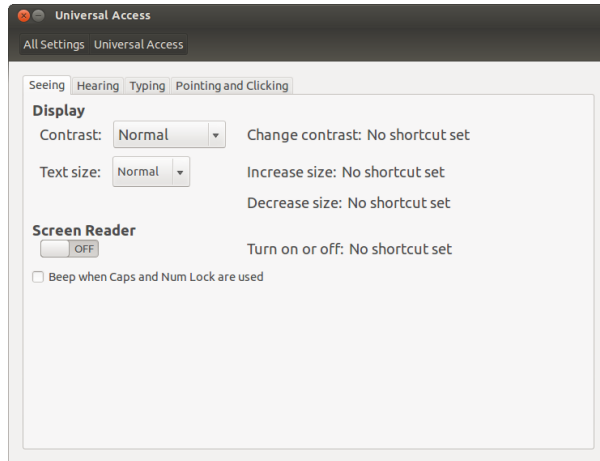 Universal Access
All Settings Universal Access
Seeing Hearing Typing Pointing and Clicking
Display
Contrast: Normal Change contrast: No shortcut set
Text size: Normal Increase size: No shortcut set
Decrease size: No shortcut set
Screen Reader
OFF Turn on or off: No shortcut set
Beep when Caps and Num Lock are used